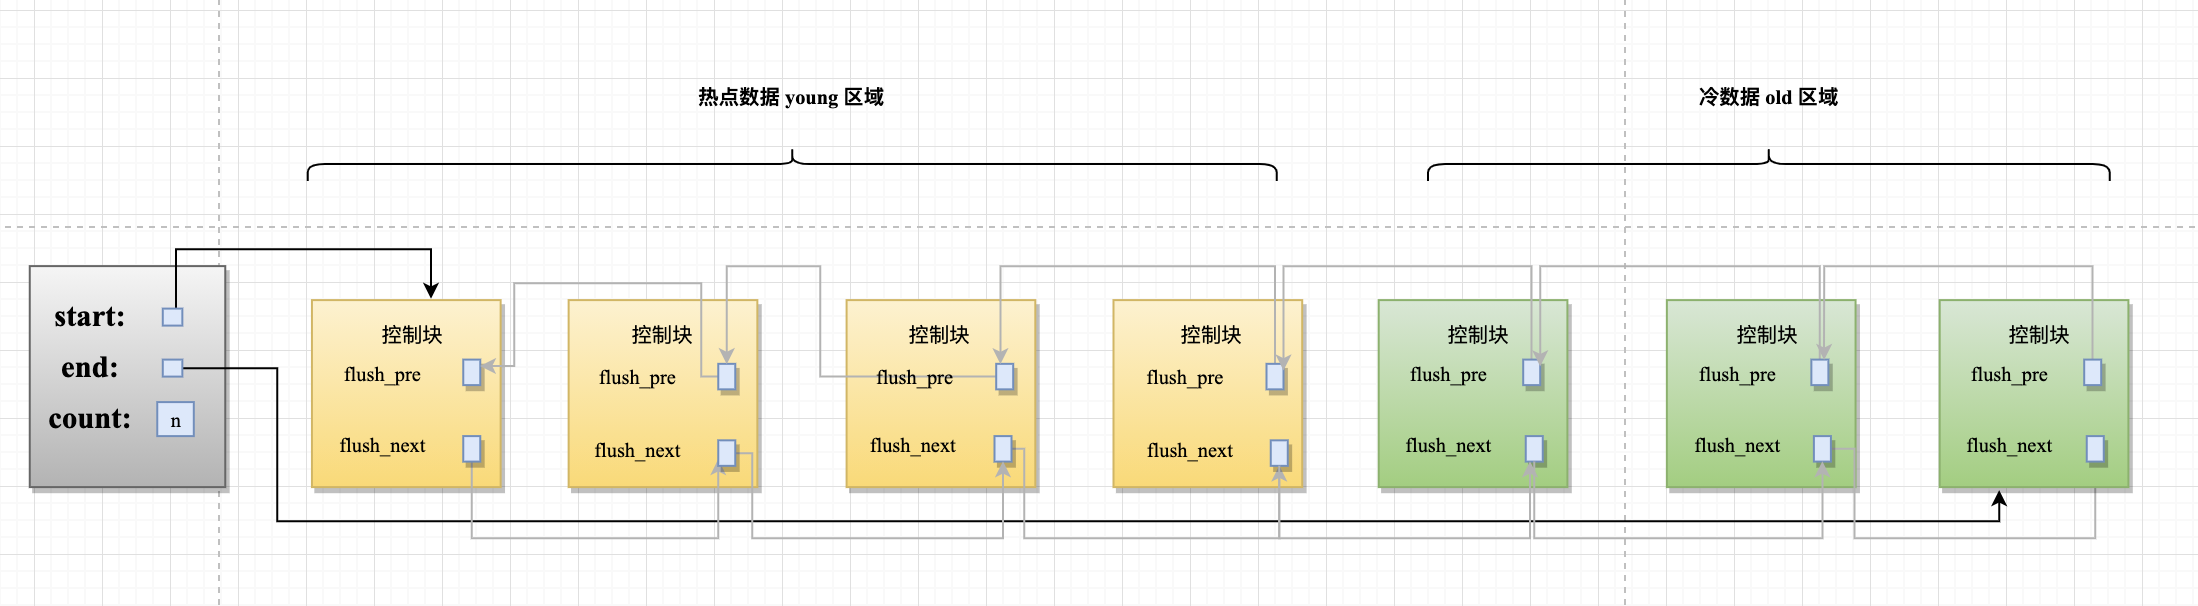 热点数据 young 区域
冷数据 old 区域
start:
end:
count: n
控制块
flush_pre
flush_next
控制块
flush_pre
flush_next
控制块
flush_pre
flush_next
控制块
flush_pre
flush_next
控制块
flush_pre
flush_next
控制块
flush_pre
flush_next
控制块
flush_pre
flush_next